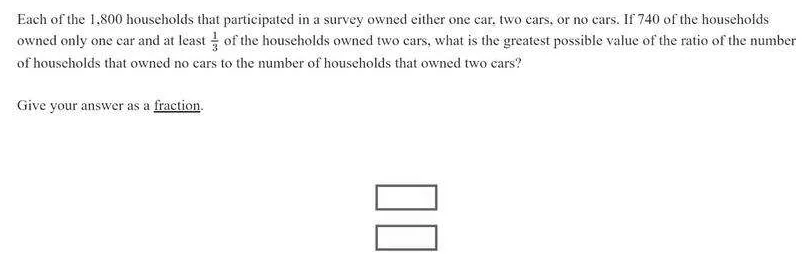 Each of the 1,800 households that participated in a survey owned either one car, two cars, or no cars. If 740 of the households
owned only one car and at least 1/3 of the households owned two cars, what is the greatest possible value of the ratio of the number
of households that owned no cars to the number of households that owned two cars?
Give your answer as a fraction.